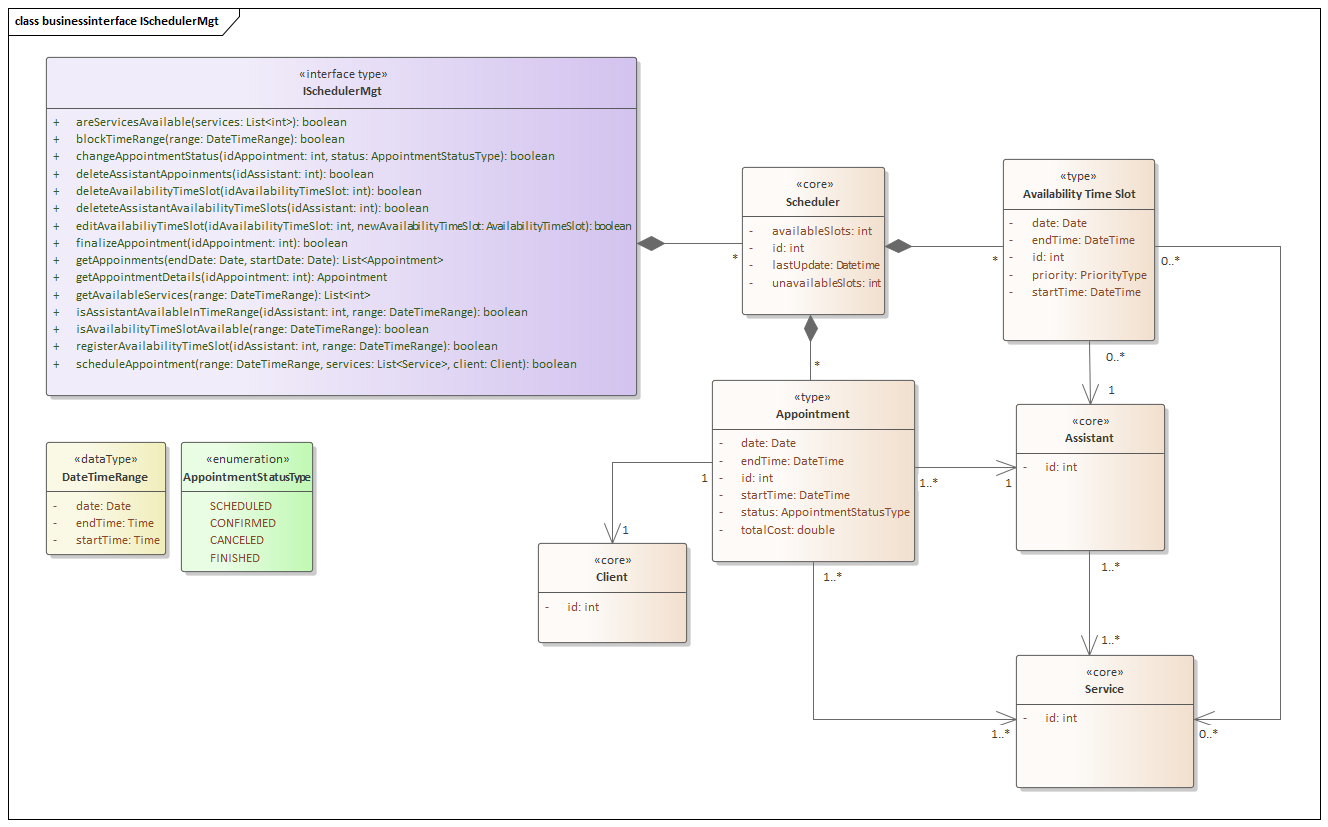 class businessinterface ISchedulerMgt
«interface type»
ISchedulerMgt
+ areServicesAvailable(services: List<int>): boolean
+ blockTimeRange(range: DateTimeRange): boolean
+ changeAppointmentStatus(idAppointment: int, status: AppointmentStatusType): boolean
+ deleteAssistantAppoinments(idAssistant: int): boolean
+ deleteAvailabilityTimeSlot(idAvailabilityTimeSlot: int): boolean
+ deleteteAssistantAvailabilityTimeSlots(idAssistant: int): boolean
+ editAvailabiliyTimeSlot(idAvailabilityTimeSlot: int, newAvailabilityTimeSlot: AvailabilityTimeSlot): boolean
+ finalizeAppointment(idAppointment: int): boolean
+ getAppoinments(endDate: Date, startDate: Date): List<Appointment>
+ getAppointmentDetails(idAppointment: int): Appointment
+ getAvailableServices(range: DateTimeRange): List<int>
+ isAssistantAvailableInTimeRange(idAssistant: int, range: DateTimeRange): boolean
+ isAvailabilityTimeSlotAvailable(range: DateTimeRange): boolean
+ registerAvailabilityTimeSlot(idAssistant: int, range: DateTimeRange): boolean
+ scheduleAppointment(range: DateTimeRange, services: List<Service>, client: Client): boolean
*
«core»
Scheduler
- availableSlots: int
- id: int
- lastUpdate: Datetime
- unavailableSlots: int
*
*
«type»
Availability Time Slot
- date: Date
- endTime: DateTime
- id: int
- priority: PriorityType
- startTime: DateTime
0..*
0..*
1
«type»
Appointment
- date: Date
- endTime: DateTime
- id: int
- startTime: DateTime
- status: AppointmentStatusType
- totalCost: double
1
1
1..*
1
1..*
«core»
Assistant
- id: int
1..*
1..*
«dataType»
DateTimeRange
- date: Date
- endTime: Time
- startTime: Time
«enumeration»
AppointmentStatusType
SCHEDULED
CONFIRMED
CANCELED
FINISHED
«core»
Client
- id: int
«core»
Service
- id: int
1..*
0..*